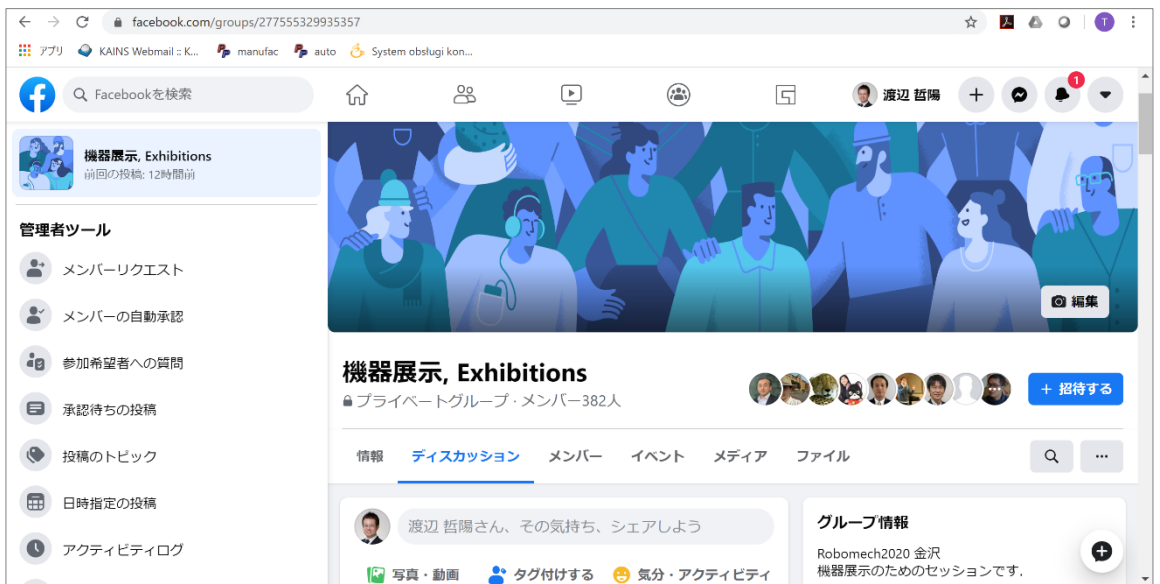 facebook.com/groups/277555329935357
T
アプリ KAINS Webmail :: K... manufac auto System obsługi kon...
Facebookを検索
渡辺 哲陽
1
機器展示, Exhibitions
前回の投稿: 12時間前
管理者ツール
メンバーリクエスト
メンバーの自動承認
参加希望者への質問
承認待ちの投稿
投稿のトピック
日時指定の投稿
アクティビティログ
編集
機器展示, Exhibitions
プライベートグループ · メンバー382人
+ 招待する
情報 ディスカッション メンバー イベント メディア ファイル
渡辺 哲陽さん、その気持ち、シェアしよう
写真・動画 タグ付けする 気分・アクティビティ
グループ情報
Robomech2020 金沢
機器展示のためのセッションです.